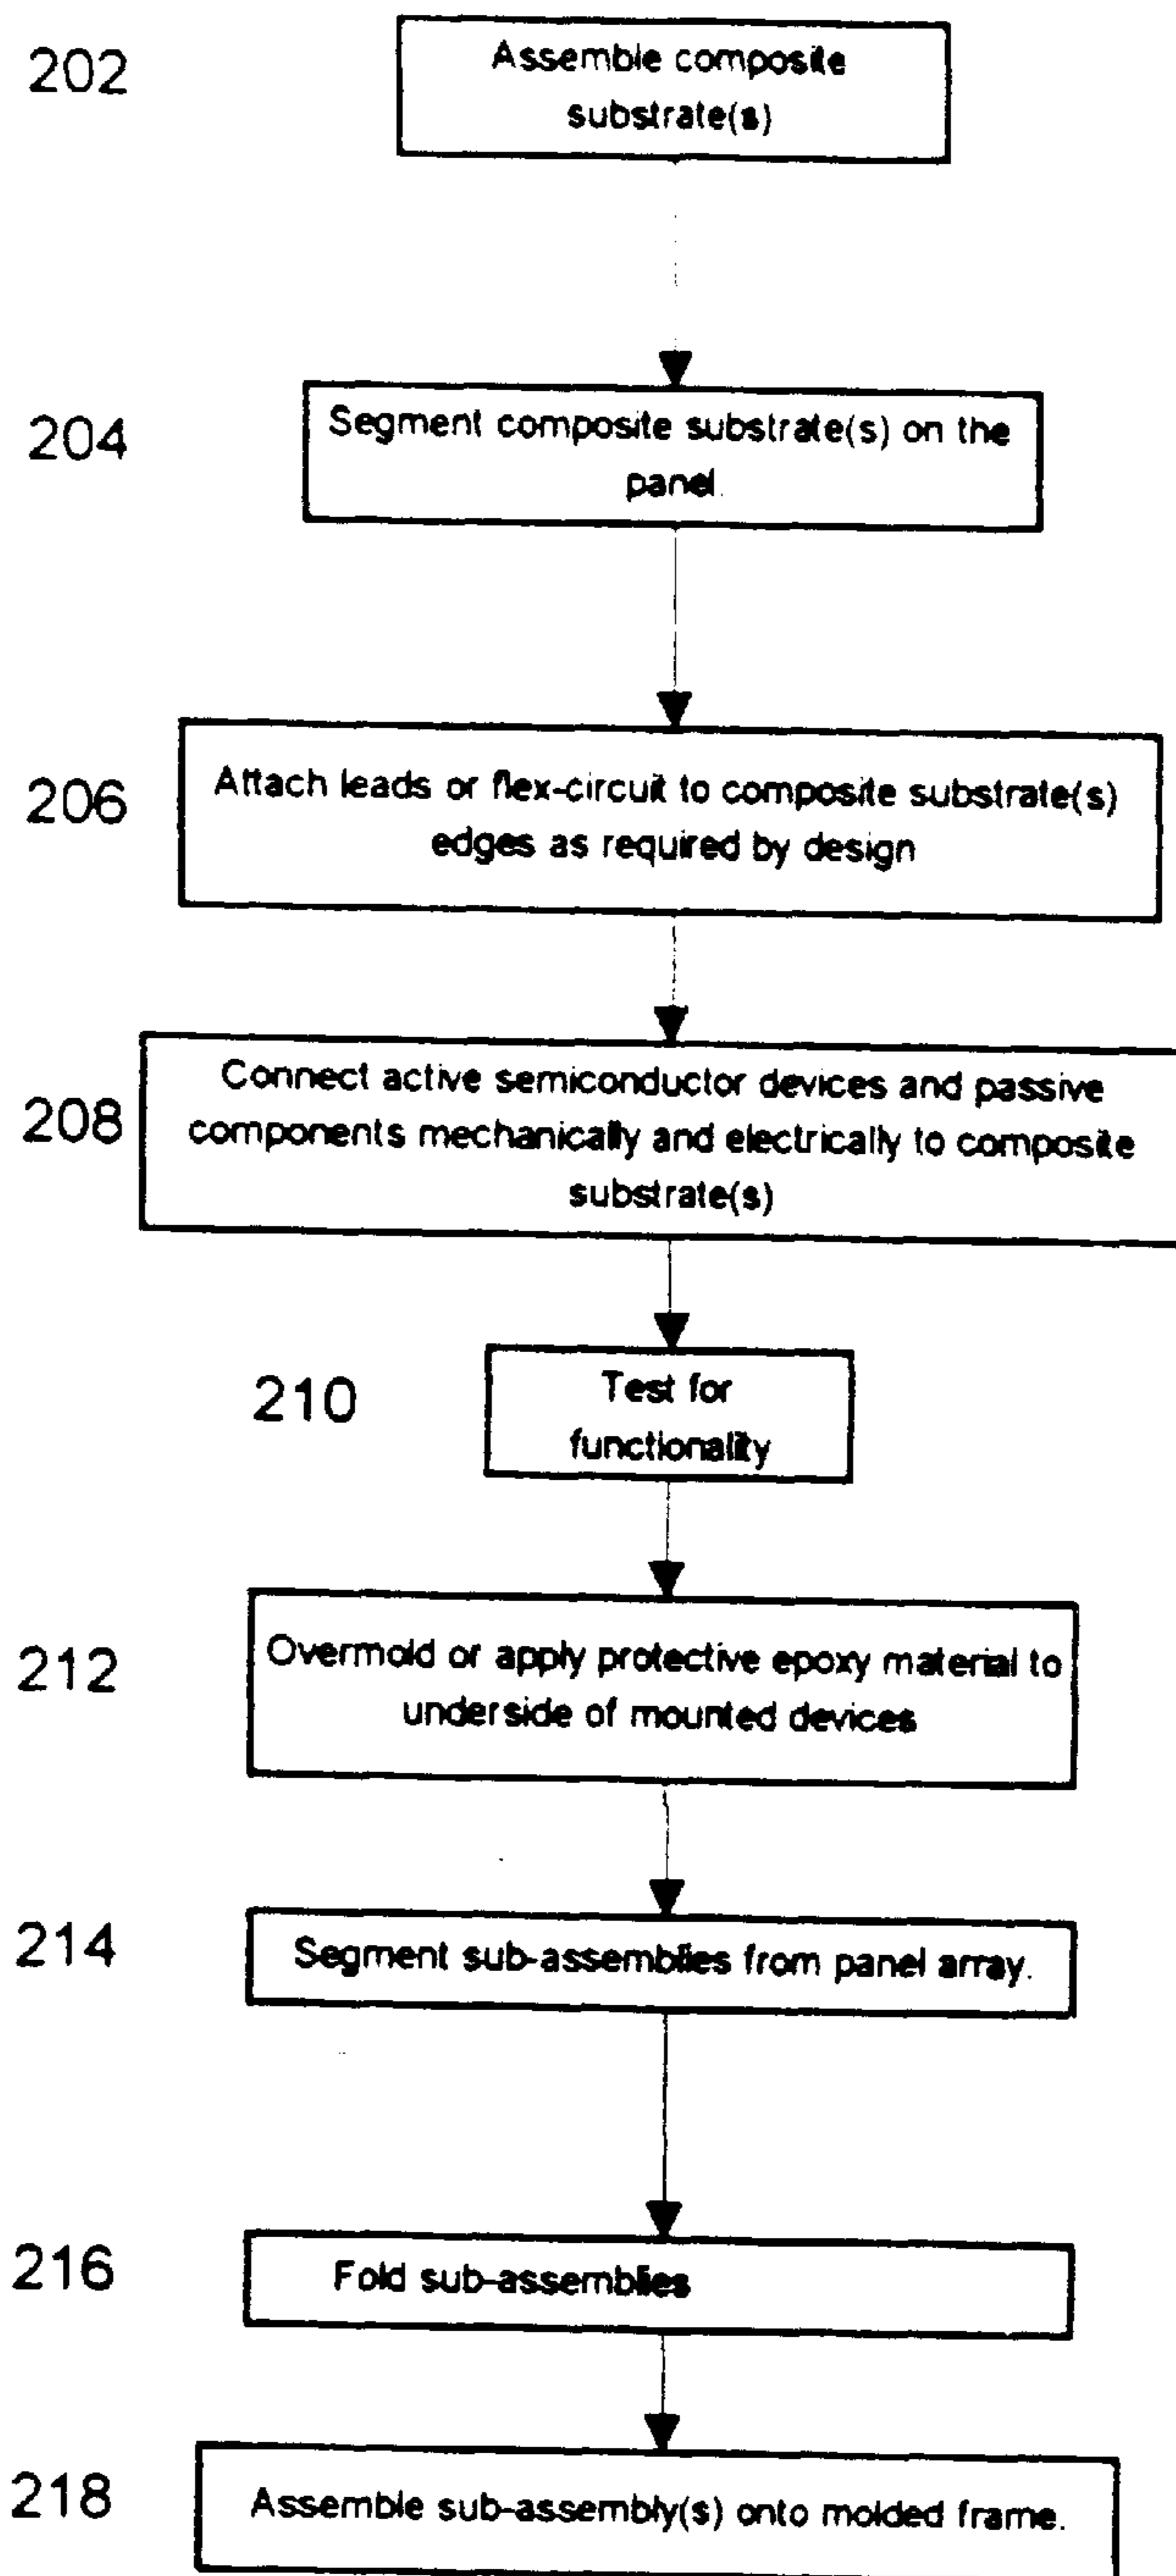 202
Assemble composite
substrate(s)
204
Segment composite substrate(s) on the
panel.
206
Attach leads or flex-circuit to composite substrate(s)
edges as required by design
208
Connect active semiconductor devices and passive
components mechanically and electrically to composite
substrate(s)
210
Test for
functionality
212
Overmold or apply protective epoxy material to
underside of mounted devices
214
Segment sub-assemblies from panel array.
216
Fold sub-assemblies
218
Assemble sub-assembly(s) onto molded frame.